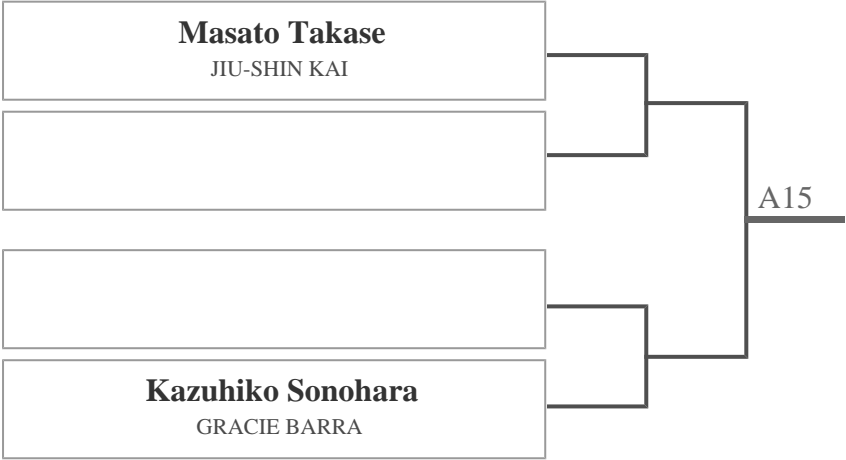 Masato Takase
JIU-SHIN KAI
A15
Kazuhiko Sonohara
GRACIE BARRA